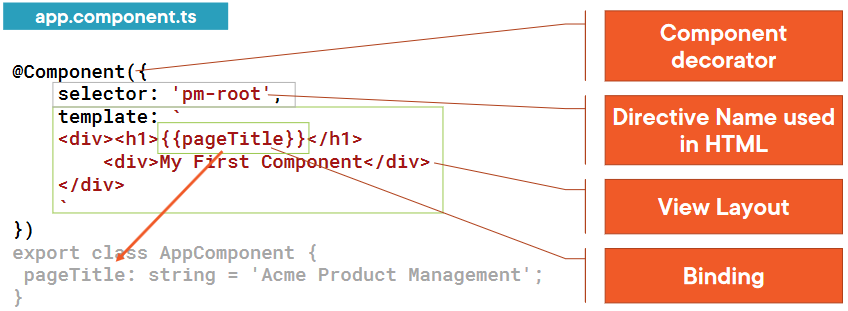 app.component.ts
@Component({
selector: 'pm-root',
template: `
<div><h1>{{pageTitle}}</h1>
<div>My First Component</div>
</div>
`
})
export class AppComponent {
pageTitle: string = 'Acme Product Management';
}
Component
decorator
Directive Name used
in HTML
View Layout
Binding